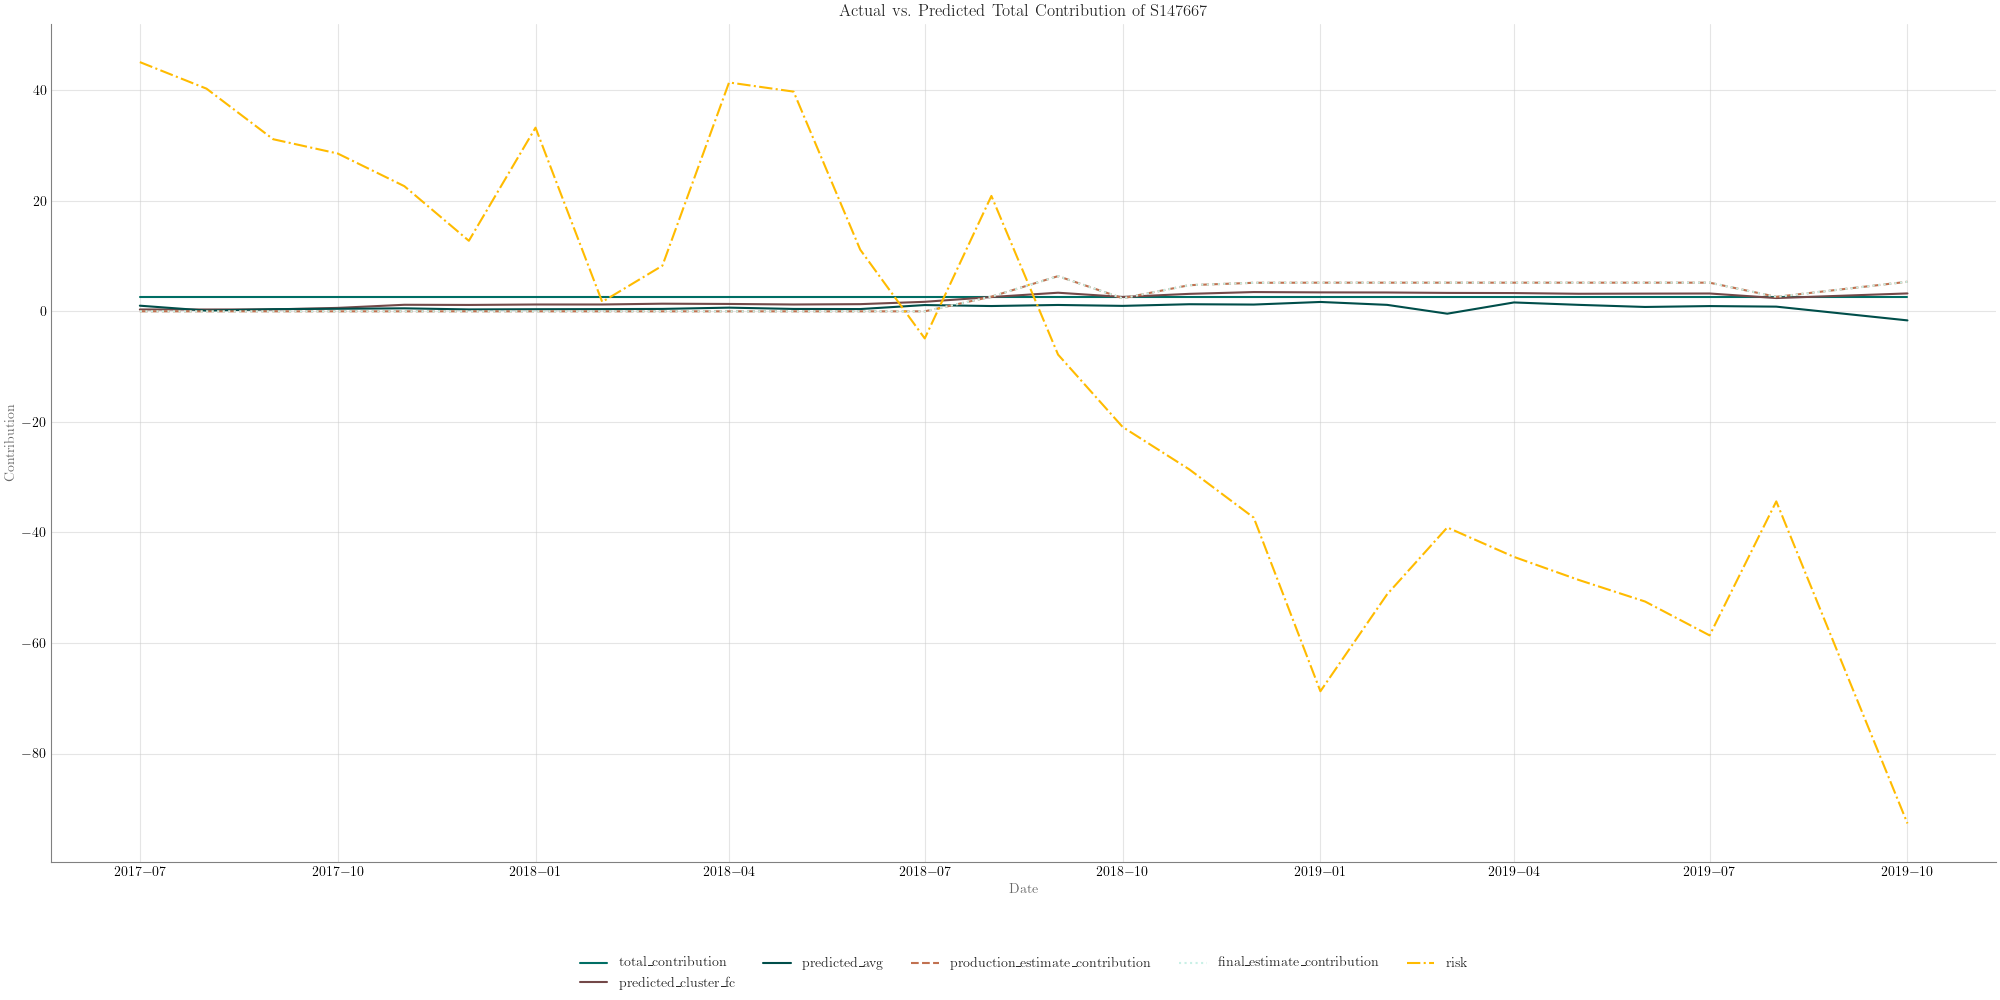 Actual vs. Predicted Total Contribution of S147667
Contribution
40
20
0
−20
−40
−60
−80
2017−07 2017−10 2018−01 2018−04 2018−07 2018−10 2019−01 2019−04 2019−07 2019−10
Date
total_contribution predicted_avg production_estimate_contribution final_estimate_contribution risk
predicted_cluster_fc